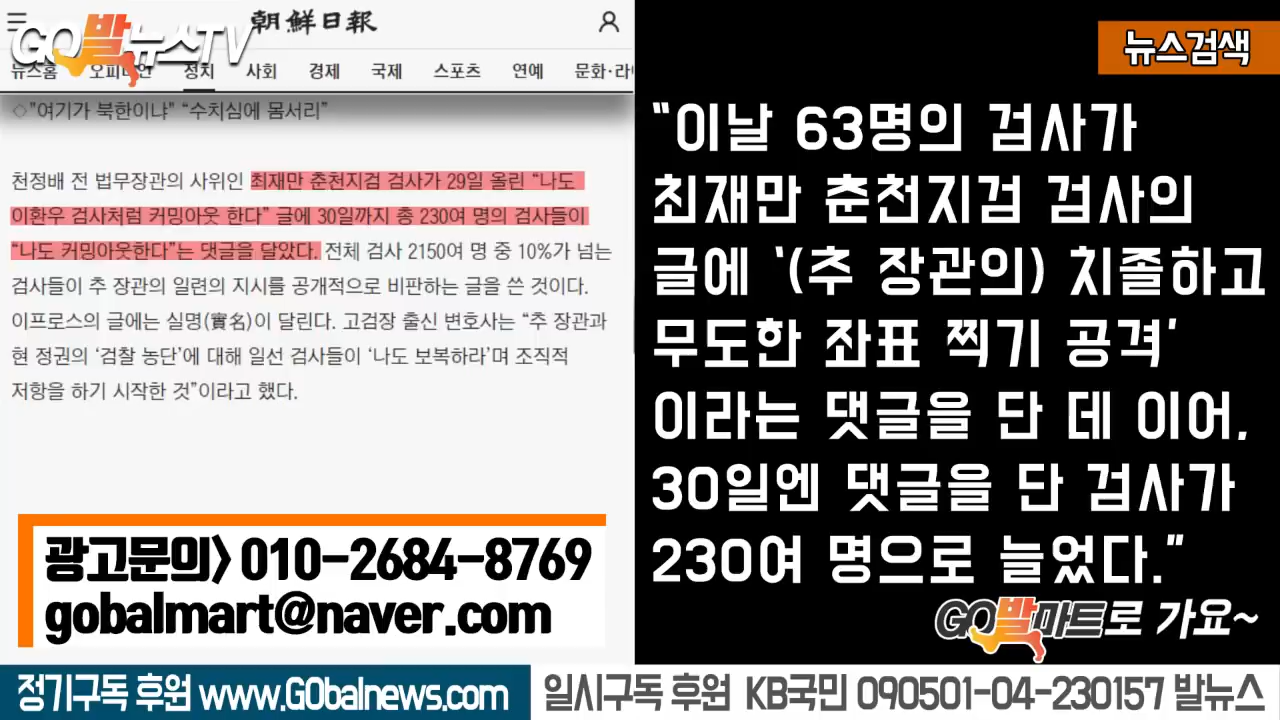 GO발뉴스TV
朝鮮日報
뉴스홈 오피니언 정치 사회 경제 국제 스포츠 연예 문화·라
◇"여기가 북한이냐" “수치심에 몸서리”
천정배 전 법무장관의 사위인 최재만 춘천지검 검사가 29일 올린 “나도
이환우 검사처럼 커밍아웃 한다” 글에 30일까지 총 230여 명의 검사들이
“나도 커밍아웃한다”는 댓글을 달았다. 전체 검사 2150여 명 중 10%가 넘는
검사들이 추 장관의 일련의 지시를 공개적으로 비판하는 글을 쓴 것이다.
이프로스의 글에는 실명(實名)이 달린다. 고검장 출신 변호사는 “추 장관과
현 정권의 ‘검찰 농단’에 대해 일선 검사들이 ‘나도 보복하라’며 조직적
저항을 하기 시작한 것”이라고 했다.
광고문의> 010-2684-8769
gobalmart@naver.com
뉴스검색
“이날 63명의 검사가
최재만 춘천지검 검사의
글에 ‘(추 장관의) 치졸하고
무도한 좌표 찍기 공격’
이라는 댓글을 단 데 이어,
30일엔 댓글을 단 검사가
230여 명으로 늘었다.”
GO발마트로 가요~
정기구독 후원 www.GObalnews.com 일시구독 후원 KB국민 090501-04-230157 발뉴스